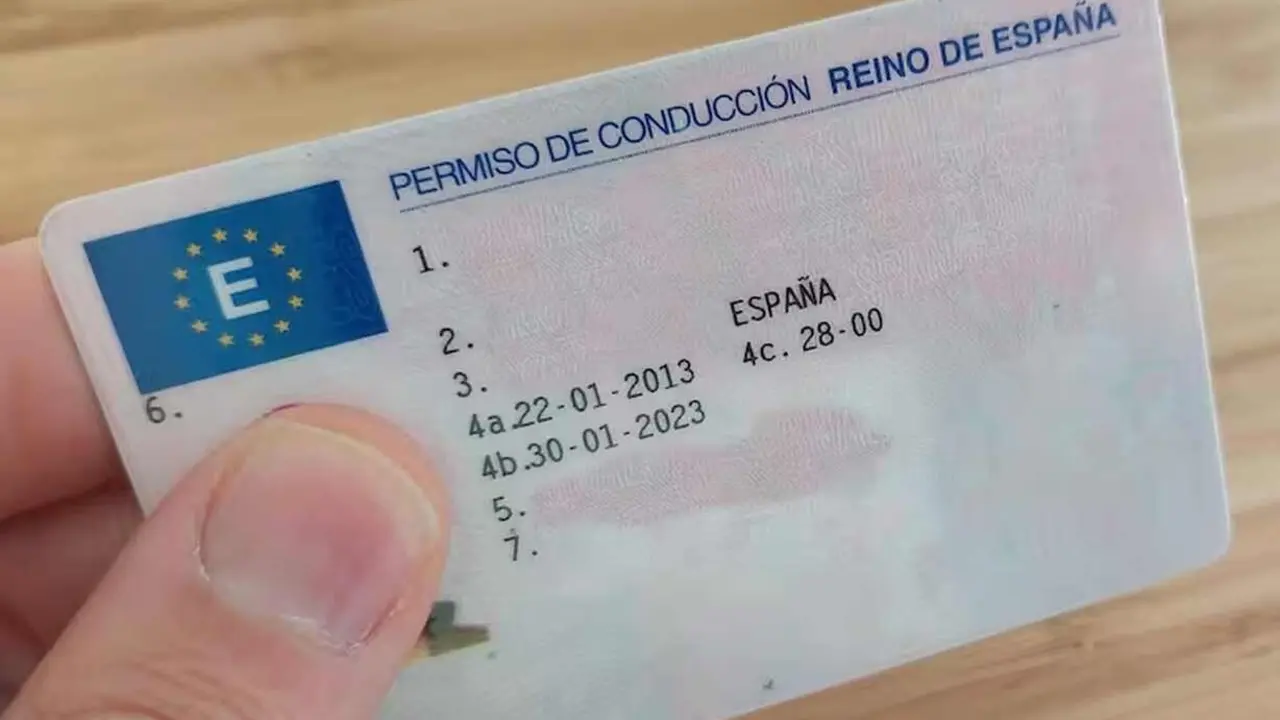 PERMISO DE CONDUCCIÓN REINO DE ESPAÑA
E
1.
2.
3. ESPAÑA
4a.22-01-2013 4c. 28-00
4b.30-01-2023
5.
6.
7.